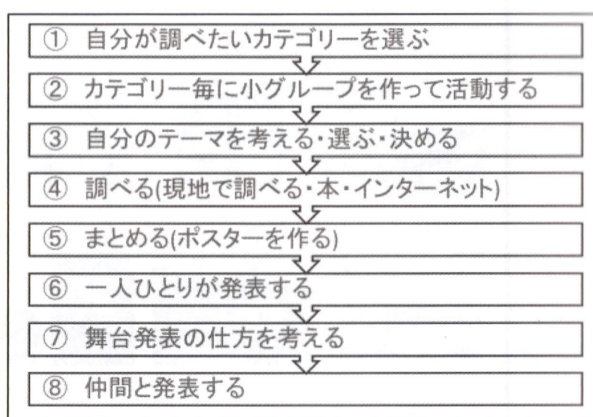 ① 自分が調べたいカテゴリーを選ぶ
② カテゴリー毎に小グループを作って活動する
③ 自分のテーマを考える・選ぶ・決める
④ 調べる(現地で調べる・本・インターネット)
⑤ まとめる(ポスターを作る)
⑥ 一人ひとりが発表する
⑦ 舞台発表の仕方を考える
⑧ 仲間と発表する